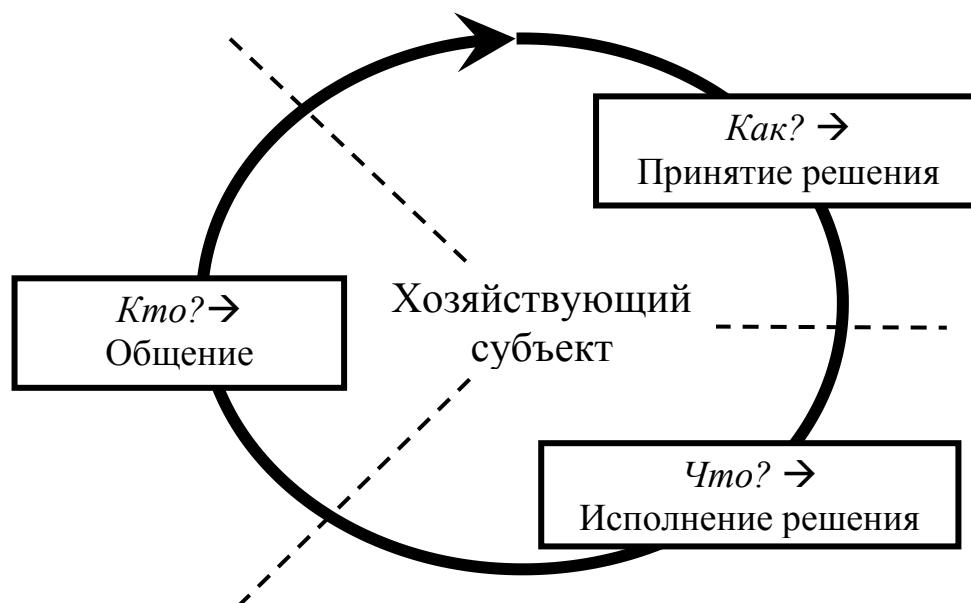 Как? →
Принятие решения
Кто?→
Общение
Хозяйствующий
субъект
Что? →
Исполнение решения